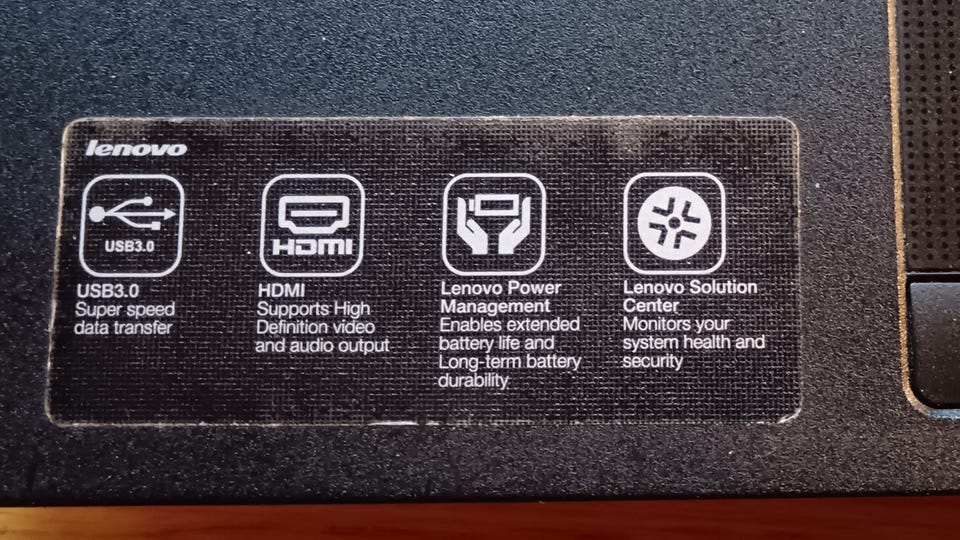 lenovo
USB3.0
HDMI
USB3.0
Super speed
data transfer
HDMI
Supports High
Definition video
and audio output
Lenovo Power
Management
Enables extended
battery life and
Long-term battery
durability
Lenovo Solution
Center
Monitors your
system health and
security